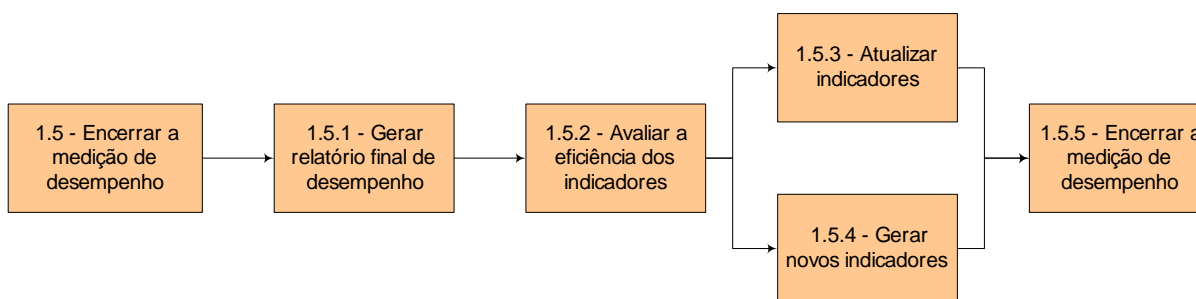 1.5 - Encerrar a
medição de
desempenho
1.5.1 - Gerar
relatório final de
desempenho
1.5.2 - Avaliar a
eficiência dos
indicadores
1.5.3 - Atualizar
indicadores
1.5.4 - Gerar
novos indicadores
1.5.5 - Encerrar a
medição de
desempenho